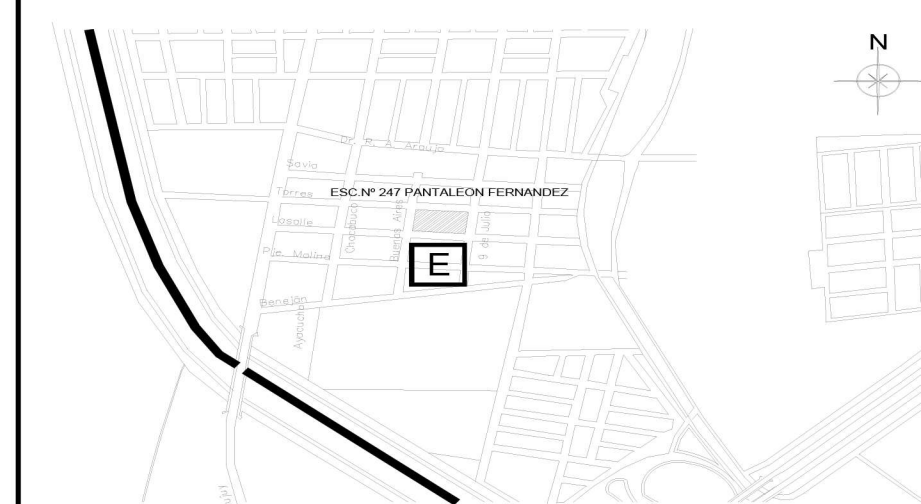 N
Dr. R. A. Araujo
Savio
Torres
ESC.Nº 247 PANTALEON FERNANDEZ
Lasalle
Chacabuco
Buenos Aires
9 de Julio
Pje. Molina
E
Benejan
Ayacucho